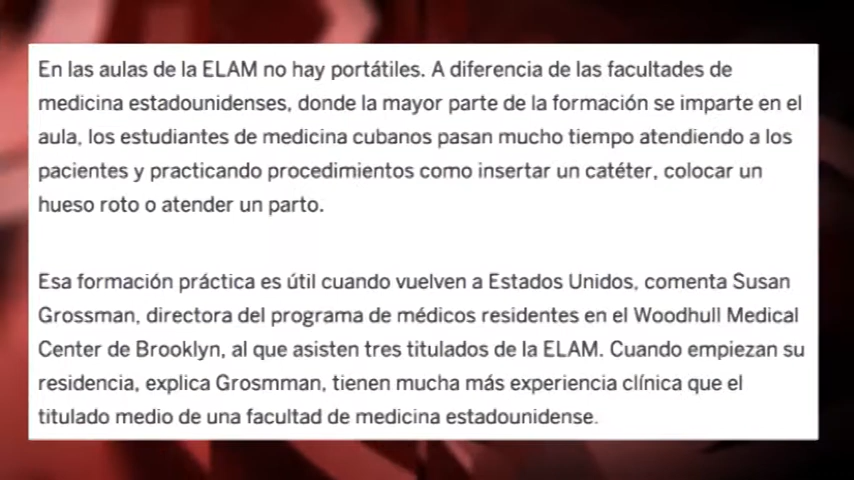 En las aulas de la ELAM no hay portátiles. A diferencia de las facultades de
medicina estadounidenses, donde la mayor parte de la formación se imparte en el
aula, los estudiantes de medicina cubanos pasan mucho tiempo atendiendo a los
pacientes y practicando procedimientos como insertar un catéter, colocar un
hueso roto o atender un parto.
Esa formación práctica es útil cuando vuelven a Estados Unidos, comenta Susan
Grossman, directora del programa de médicos residentes en el Woodhull Medical
Center de Brooklyn, al que asisten tres titulados de la ELAM. Cuando empiezan su
residencia, explica Grosmman, tienen mucha más experiencia clínica que el
titulado medio de una facultad de medicina estadounidense.